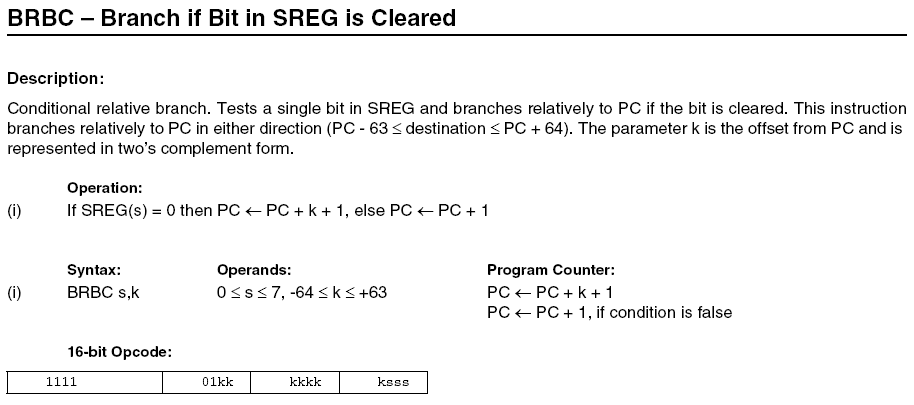 BRBC – Branch if Bit in SREG is Cleared
Description:
Conditional relative branch. Tests a single bit in SREG and branches relatively to PC if the bit is cleared. This instruction
branches relatively to PC in either direction (PC - 63 ≤ destination ≤ PC + 64). The parameter k is the offset from PC and is
represented in two's complement form.
Operation:
(i) If SREG(s) = 0 then PC ← PC + k + 1, else PC ← PC + 1
Syntax: Operands: Program Counter:
(i) BRBC s,k 0 ≤ s ≤ 7, -64 ≤ k ≤ +63 PC ← PC + k + 1
PC ← PC + 1, if condition is false
16-bit Opcode:
1111 01kk kkkk ksss